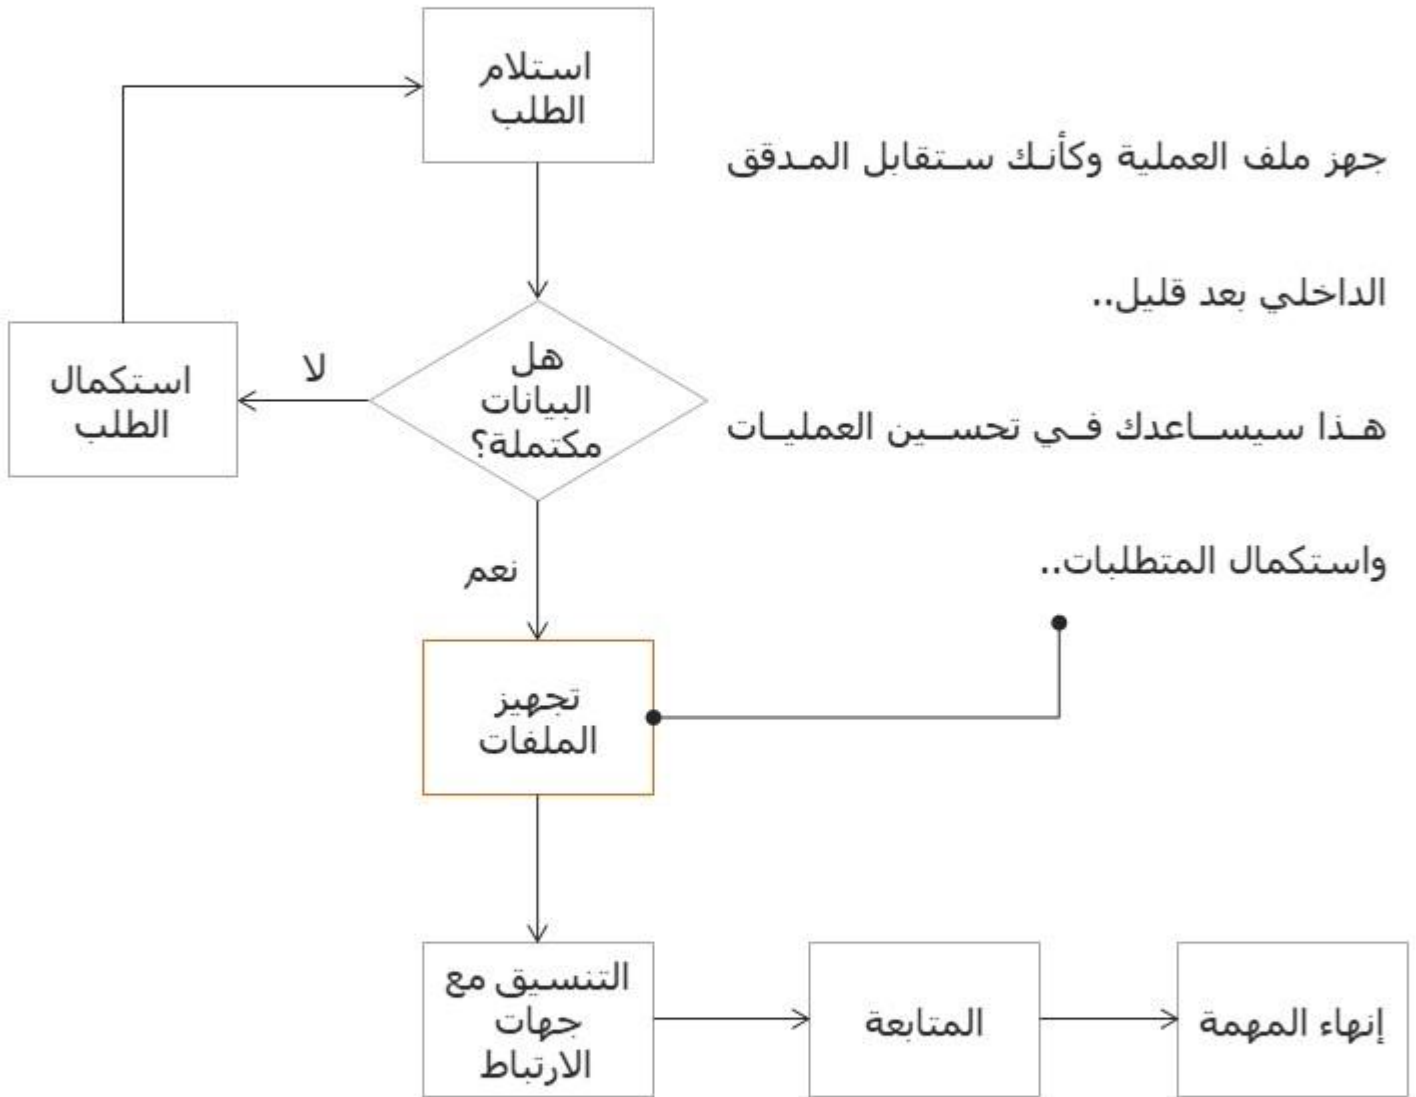 استلام
الطلب
جهز ملف العملية وكأنك ستقابل المدقق
الداخلي بعد قليل..
هذا سيساعدك في تحسين العمليات
واستكمال المتطلبات..
هل
البيانات
مكتملة؟
لا
استكمال
الطلب
نعم
تجهيز
الملفات
التنسيق مع
جهات
الارتباط
المتابعة
إنهاء المهمة